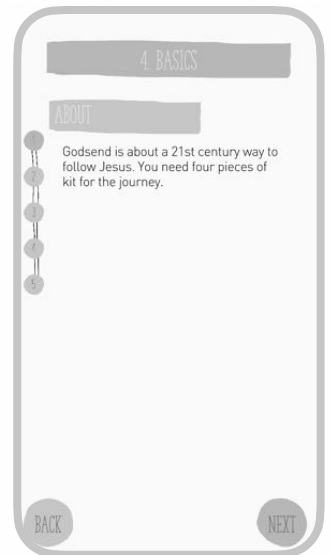 4. BASICS
ABOUT
1
Godsend is about a 21st century way to
follow Jesus. You need four pieces of
kit for the journey.
2
3
4
5
BACK
NEXT